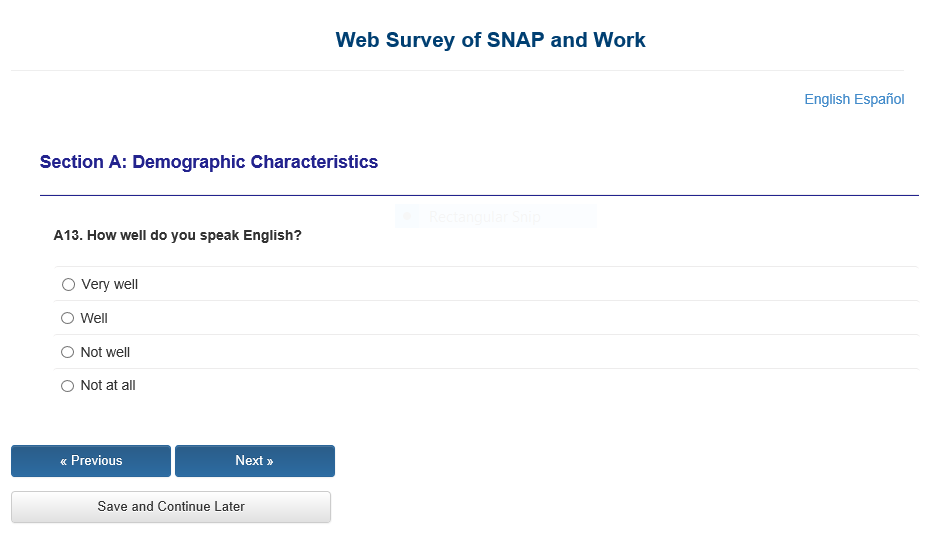 Web Survey of SNAP and Work
English Español
Section A: Demographic Characteristics
Rectangular Snip
A13. How well do you speak English?
Very well
Well
Not well
Not at all
« Previous Next »
Save and Continue Later